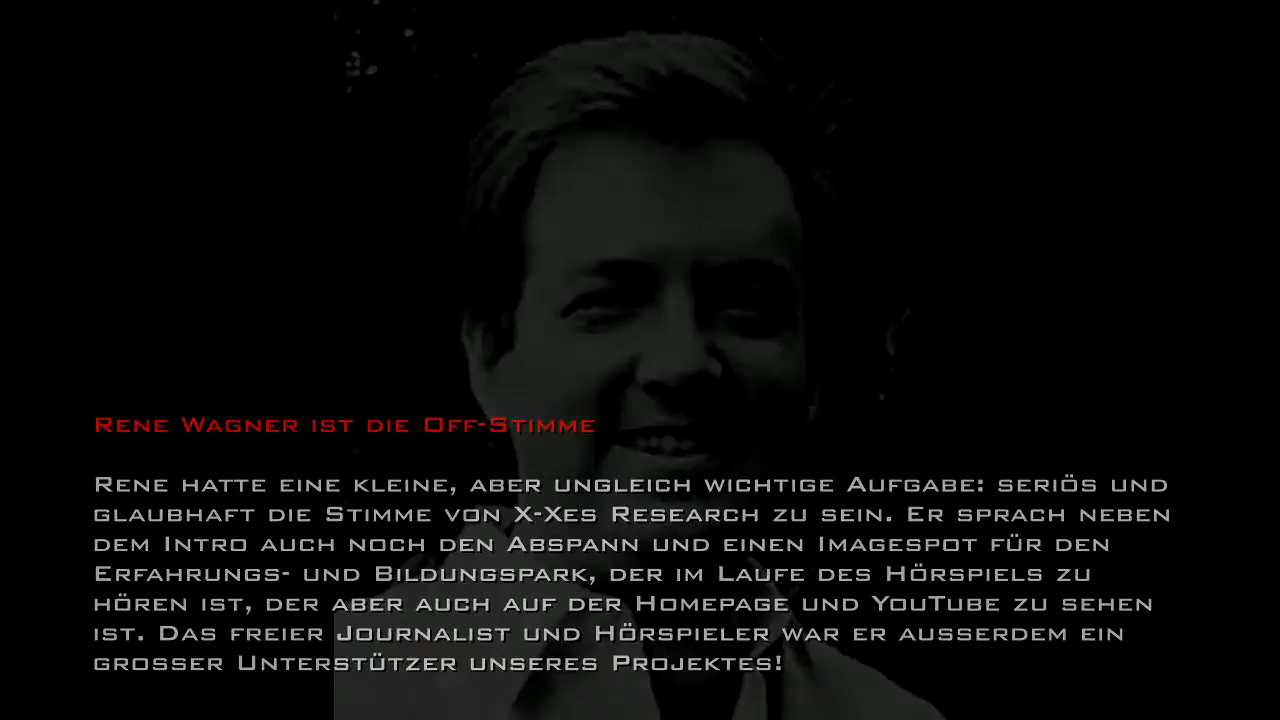 Rene Wagner ist die Off-Stimme
Rene hatte eine kleine, aber ungleich wichtige Aufgabe: seriös und
glaubhaft die Stimme von X-Xes Research zu sein. Er sprach neben
dem Intro auch noch den Abspann und einen Imagespot für den
Erfahrungs- und Bildungspark, der im Laufe des Hörspiels zu
hören ist, der aber auch auf der Homepage und YouTube zu sehen
ist. Das freier Journalist und Hörspieler war er ausserdem ein
grosser Unterstützer unseres Projektes!